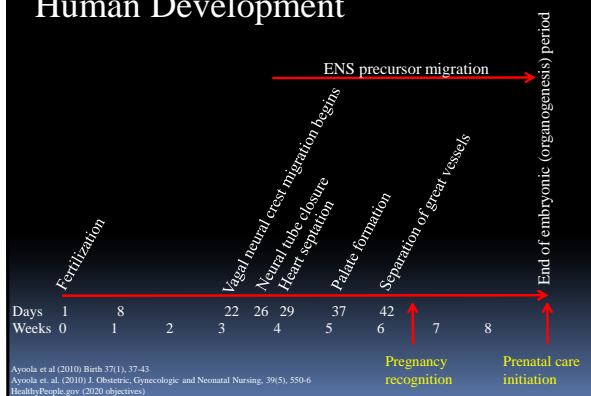 Human Development
ENS precursor migration
Fertilization
Vagal neural crest migration begins
Neural tube closure
Heart septation
Palate formation
Separation of great vessels
End of embryonic (organogenesis) period
Days 1 8 22 26 29 37 42
Weeks 0 1 2 3 4 5 6 7 8
Pregnancy
recognition
Prenatal care
initiation
Ayoola et al (2010) Birth 37(1), 37-43
Ayoola et. al. (2010) J. Obstetric, Gynecologic and Neonatal Nursing, 39(5), 550-6
HealthyPeople.gov (2020 objectives)